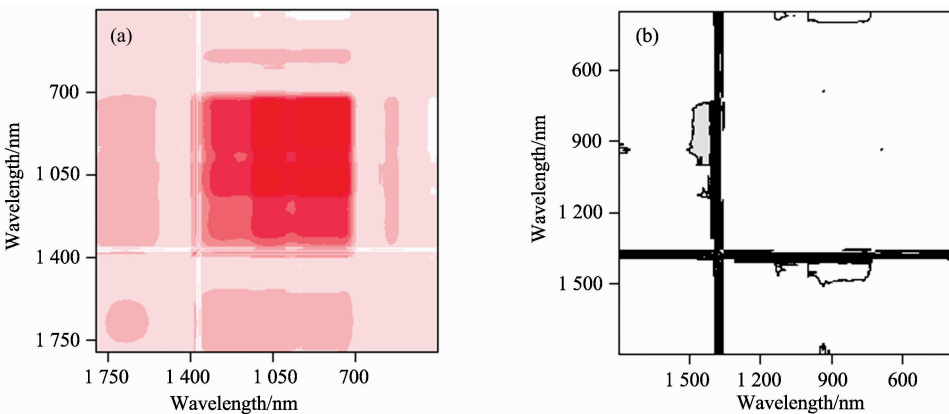 (a)
700
1 050
1 400
1 750
Wavelength/nm
1 750 1 400 1 050 700
Wavelength/nm
(b)
600
900
1 200
1 500
Wavelength/nm
1 500 1 200 900 600
Wavelength/nm